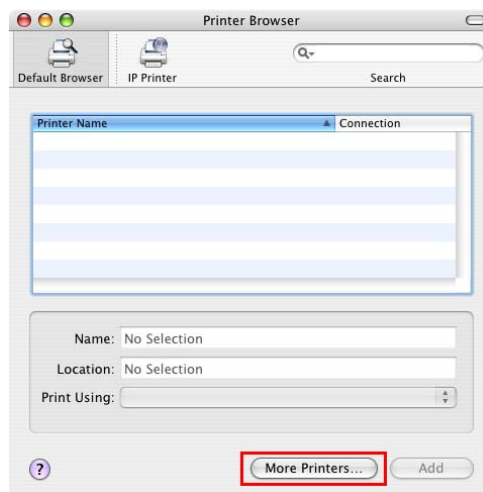 Printer Browser
Default Browser IP Printer Search
Printer Name Connection
Name: No Selection
Location: No Selection
Print Using:
? More Printers... Add